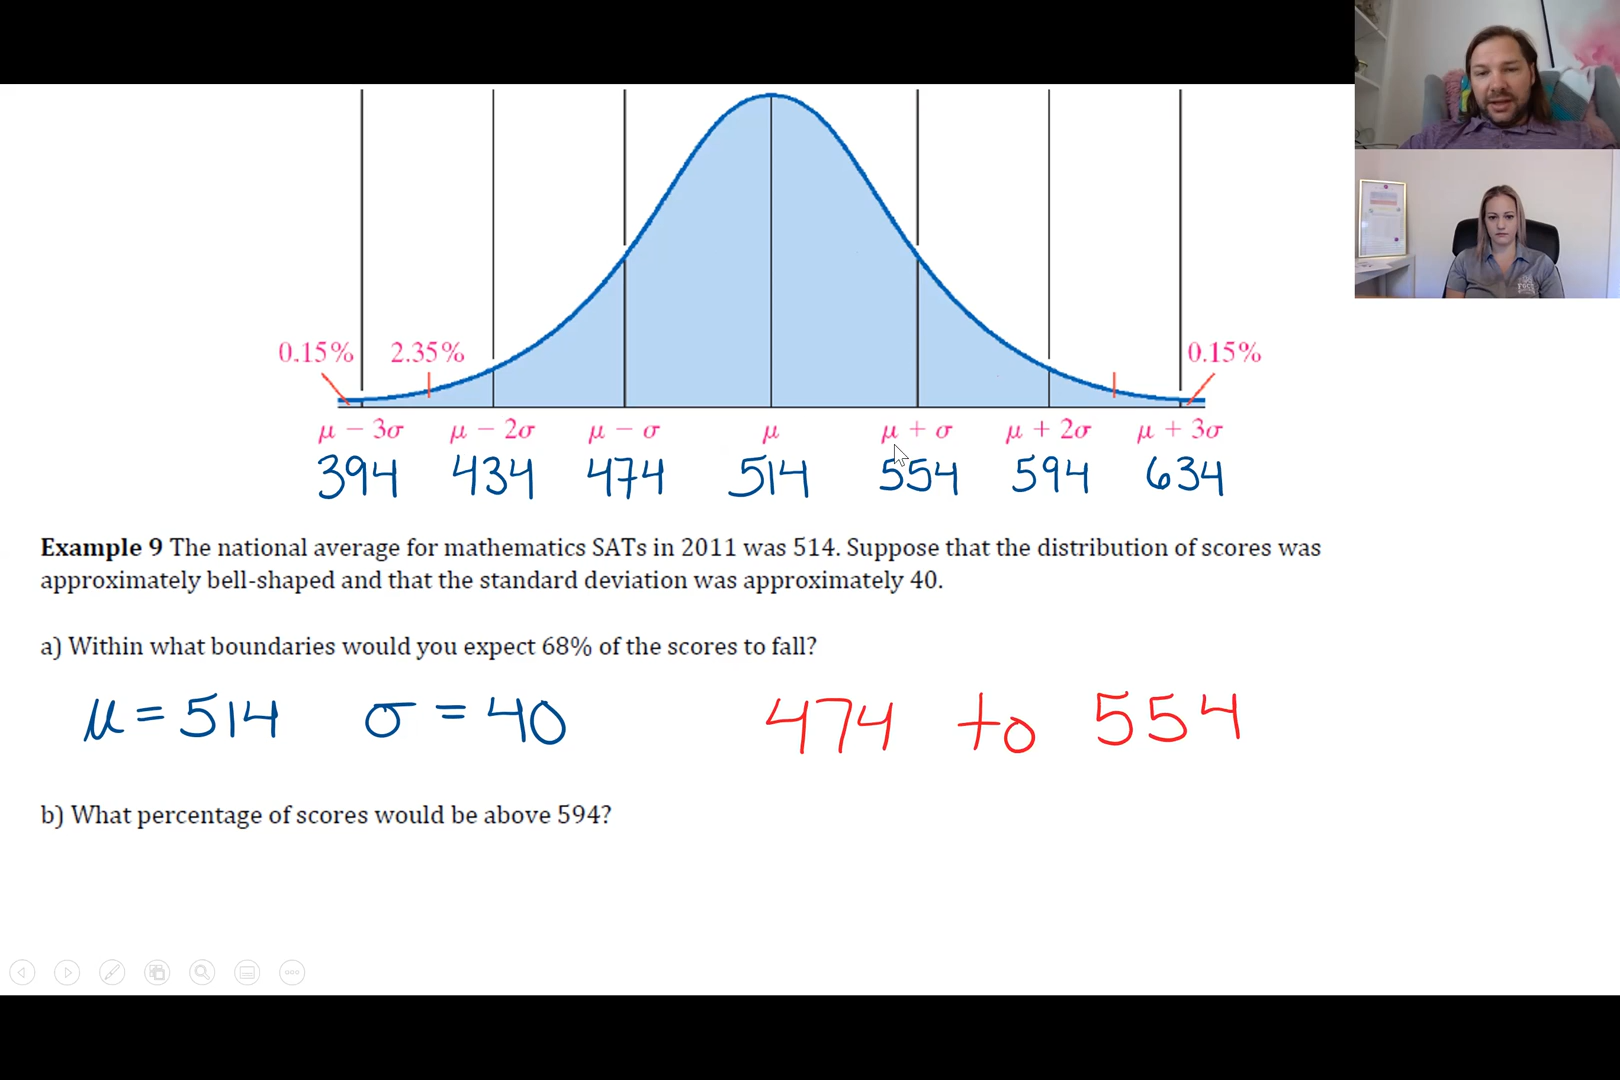 0.15% 2.35% 0.15%
μ − 3σ μ − 2σ μ − σ μ μ + σ μ + 2σ μ + 3σ
394 434 474 514 554 594 634
Example 9 The national average for mathematics SATs in 2011 was 514. Suppose that the distribution of scores was
approximately bell-shaped and that the standard deviation was approximately 40.
a) Within what boundaries would you expect 68% of the scores to fall?
μ = 514 σ = 40 474 to 554
b) What percentage of scores would be above 594?